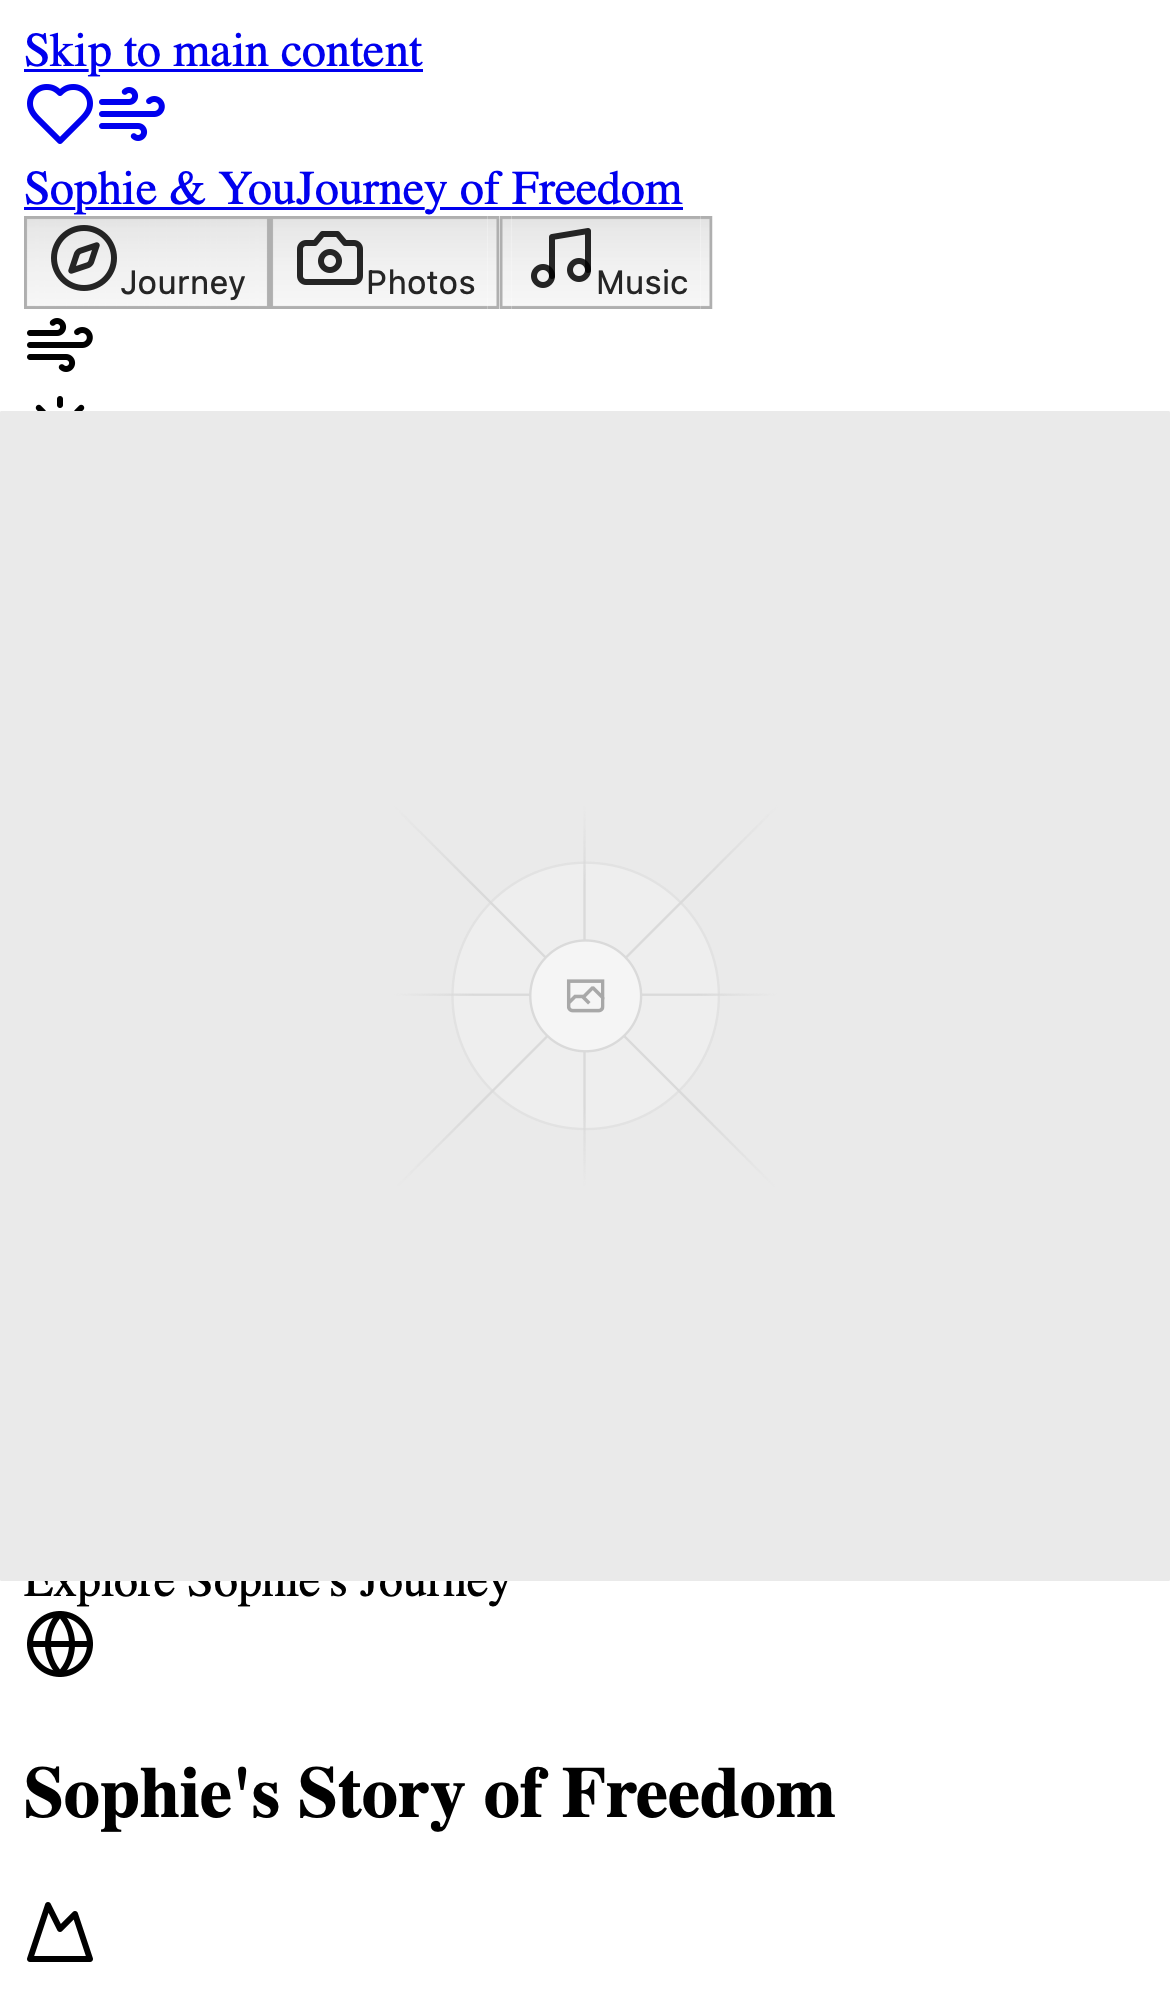 Skip to main content
Sophie & YouJourney of Freedom
Journey Photos Music
Explore Sophie's Journey
Sophie's Story of Freedom